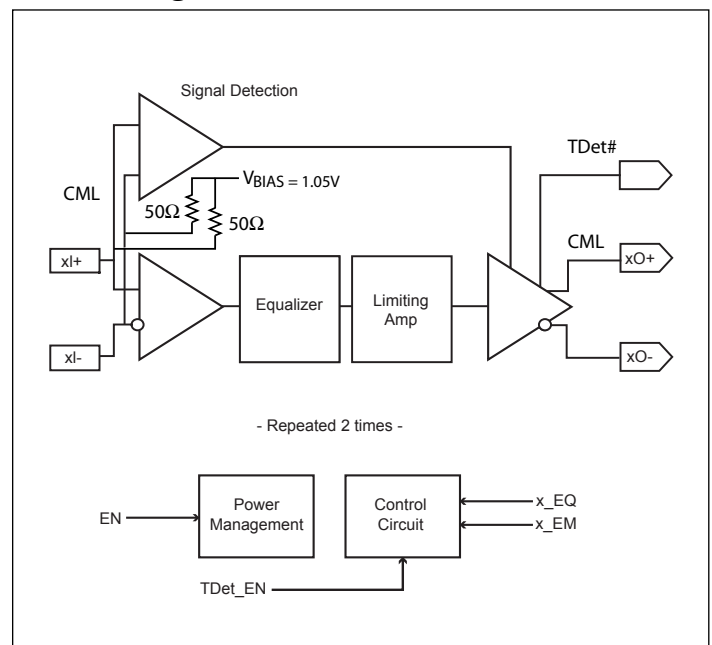 Signal Detection
TDet#
CML
V_BIAS = 1.05V
50Ω
50Ω
CML
xI+
xO+
Equalizer
Limiting
Amp
xI-
xO-
- Repeated 2 times -
EN
Power
Management
Control
Circuit
x_EQ
x_EM
TDet_EN